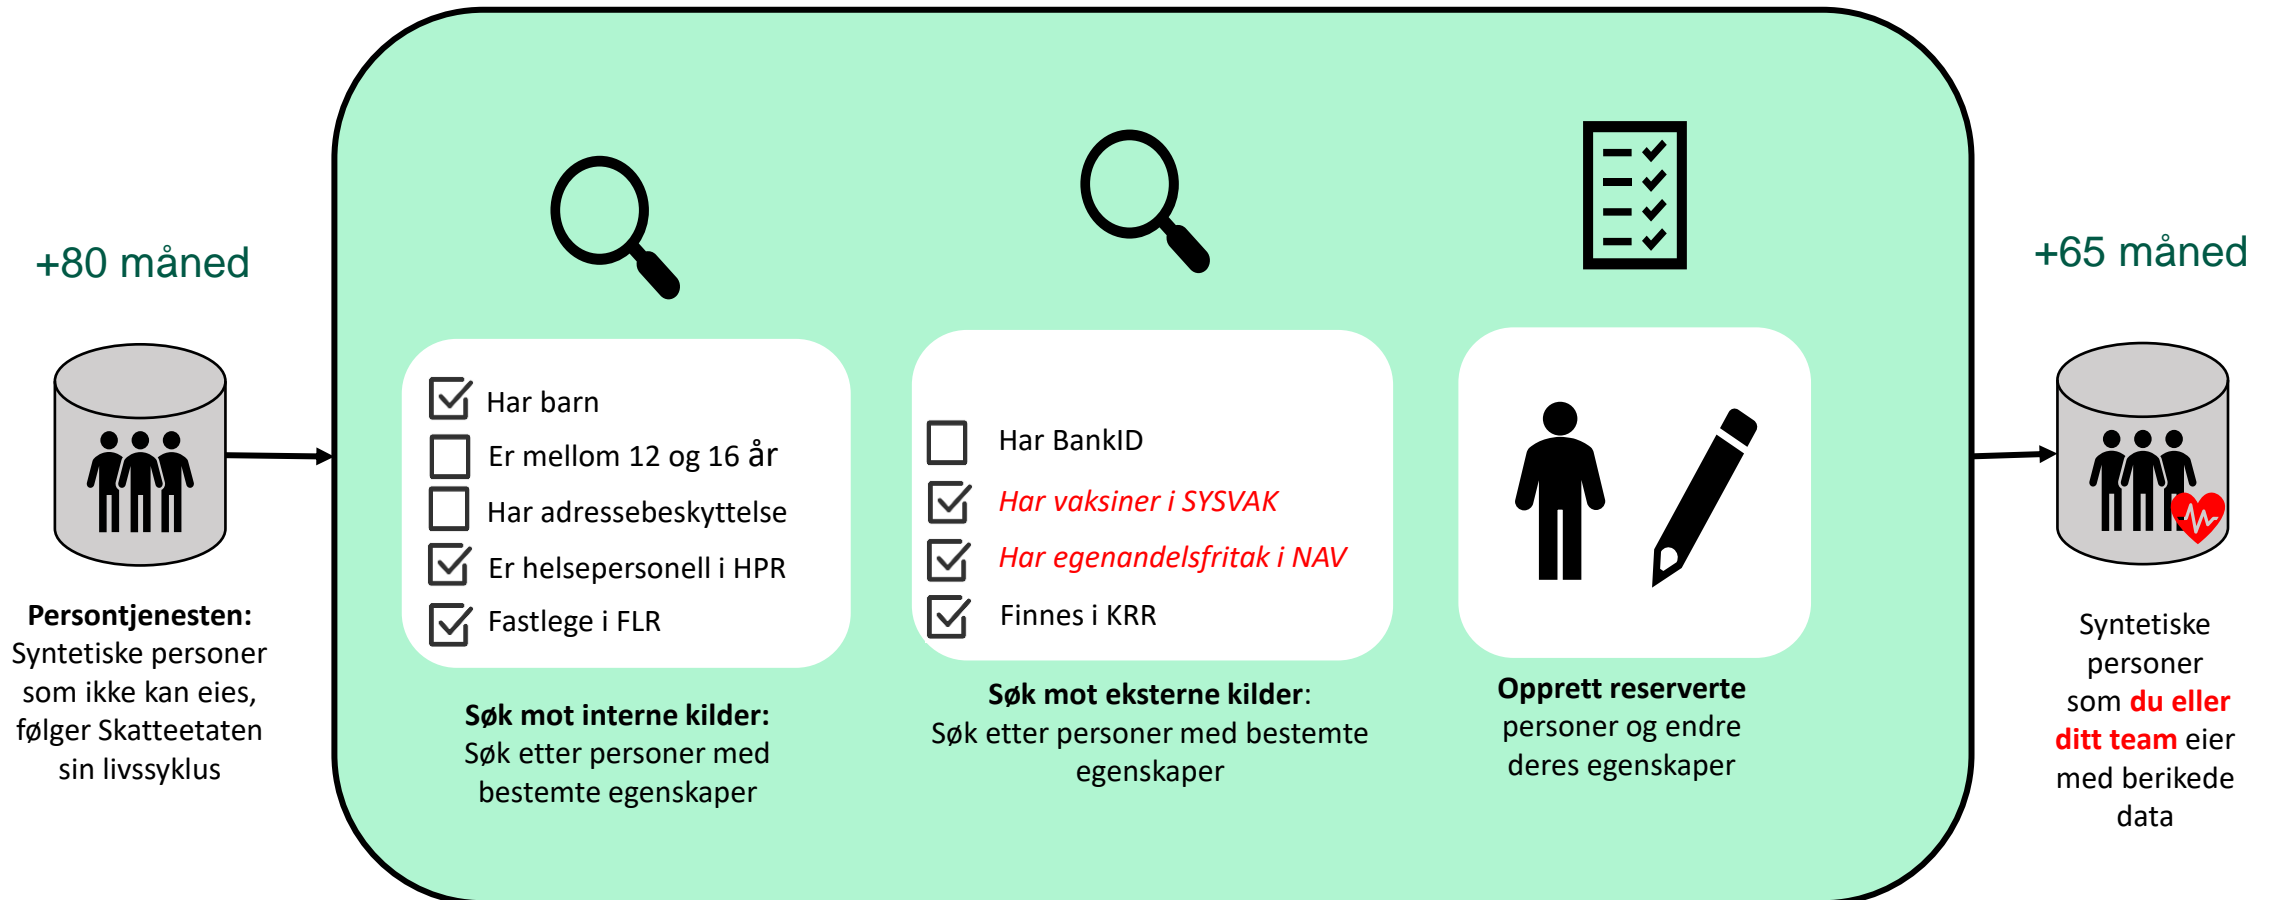 +80 måned
Persontjenesten:
Syntetiske personer
som ikke kan eies,
følger Skatteetaten
sin livssyklus
Har barn
Er mellom 12 og 16 år
Har adressebeskyttelse
Er helsepersonell i HPR
Fastlege i FLR
Søk mot interne kilder:
Søk etter personer med
bestemte egenskaper
Har BankID
Har vaksiner i SYSVAK
Har egenandelsfritak i NAV
Finnes i KRR
Søk mot eksterne kilder:
Søk etter personer med bestemte
egenskaper
Opprett reserverte
personer og endre
deres egenskaper
+65 måned
Syntetiske
personer
som du eller
ditt team eier
med berikede
data